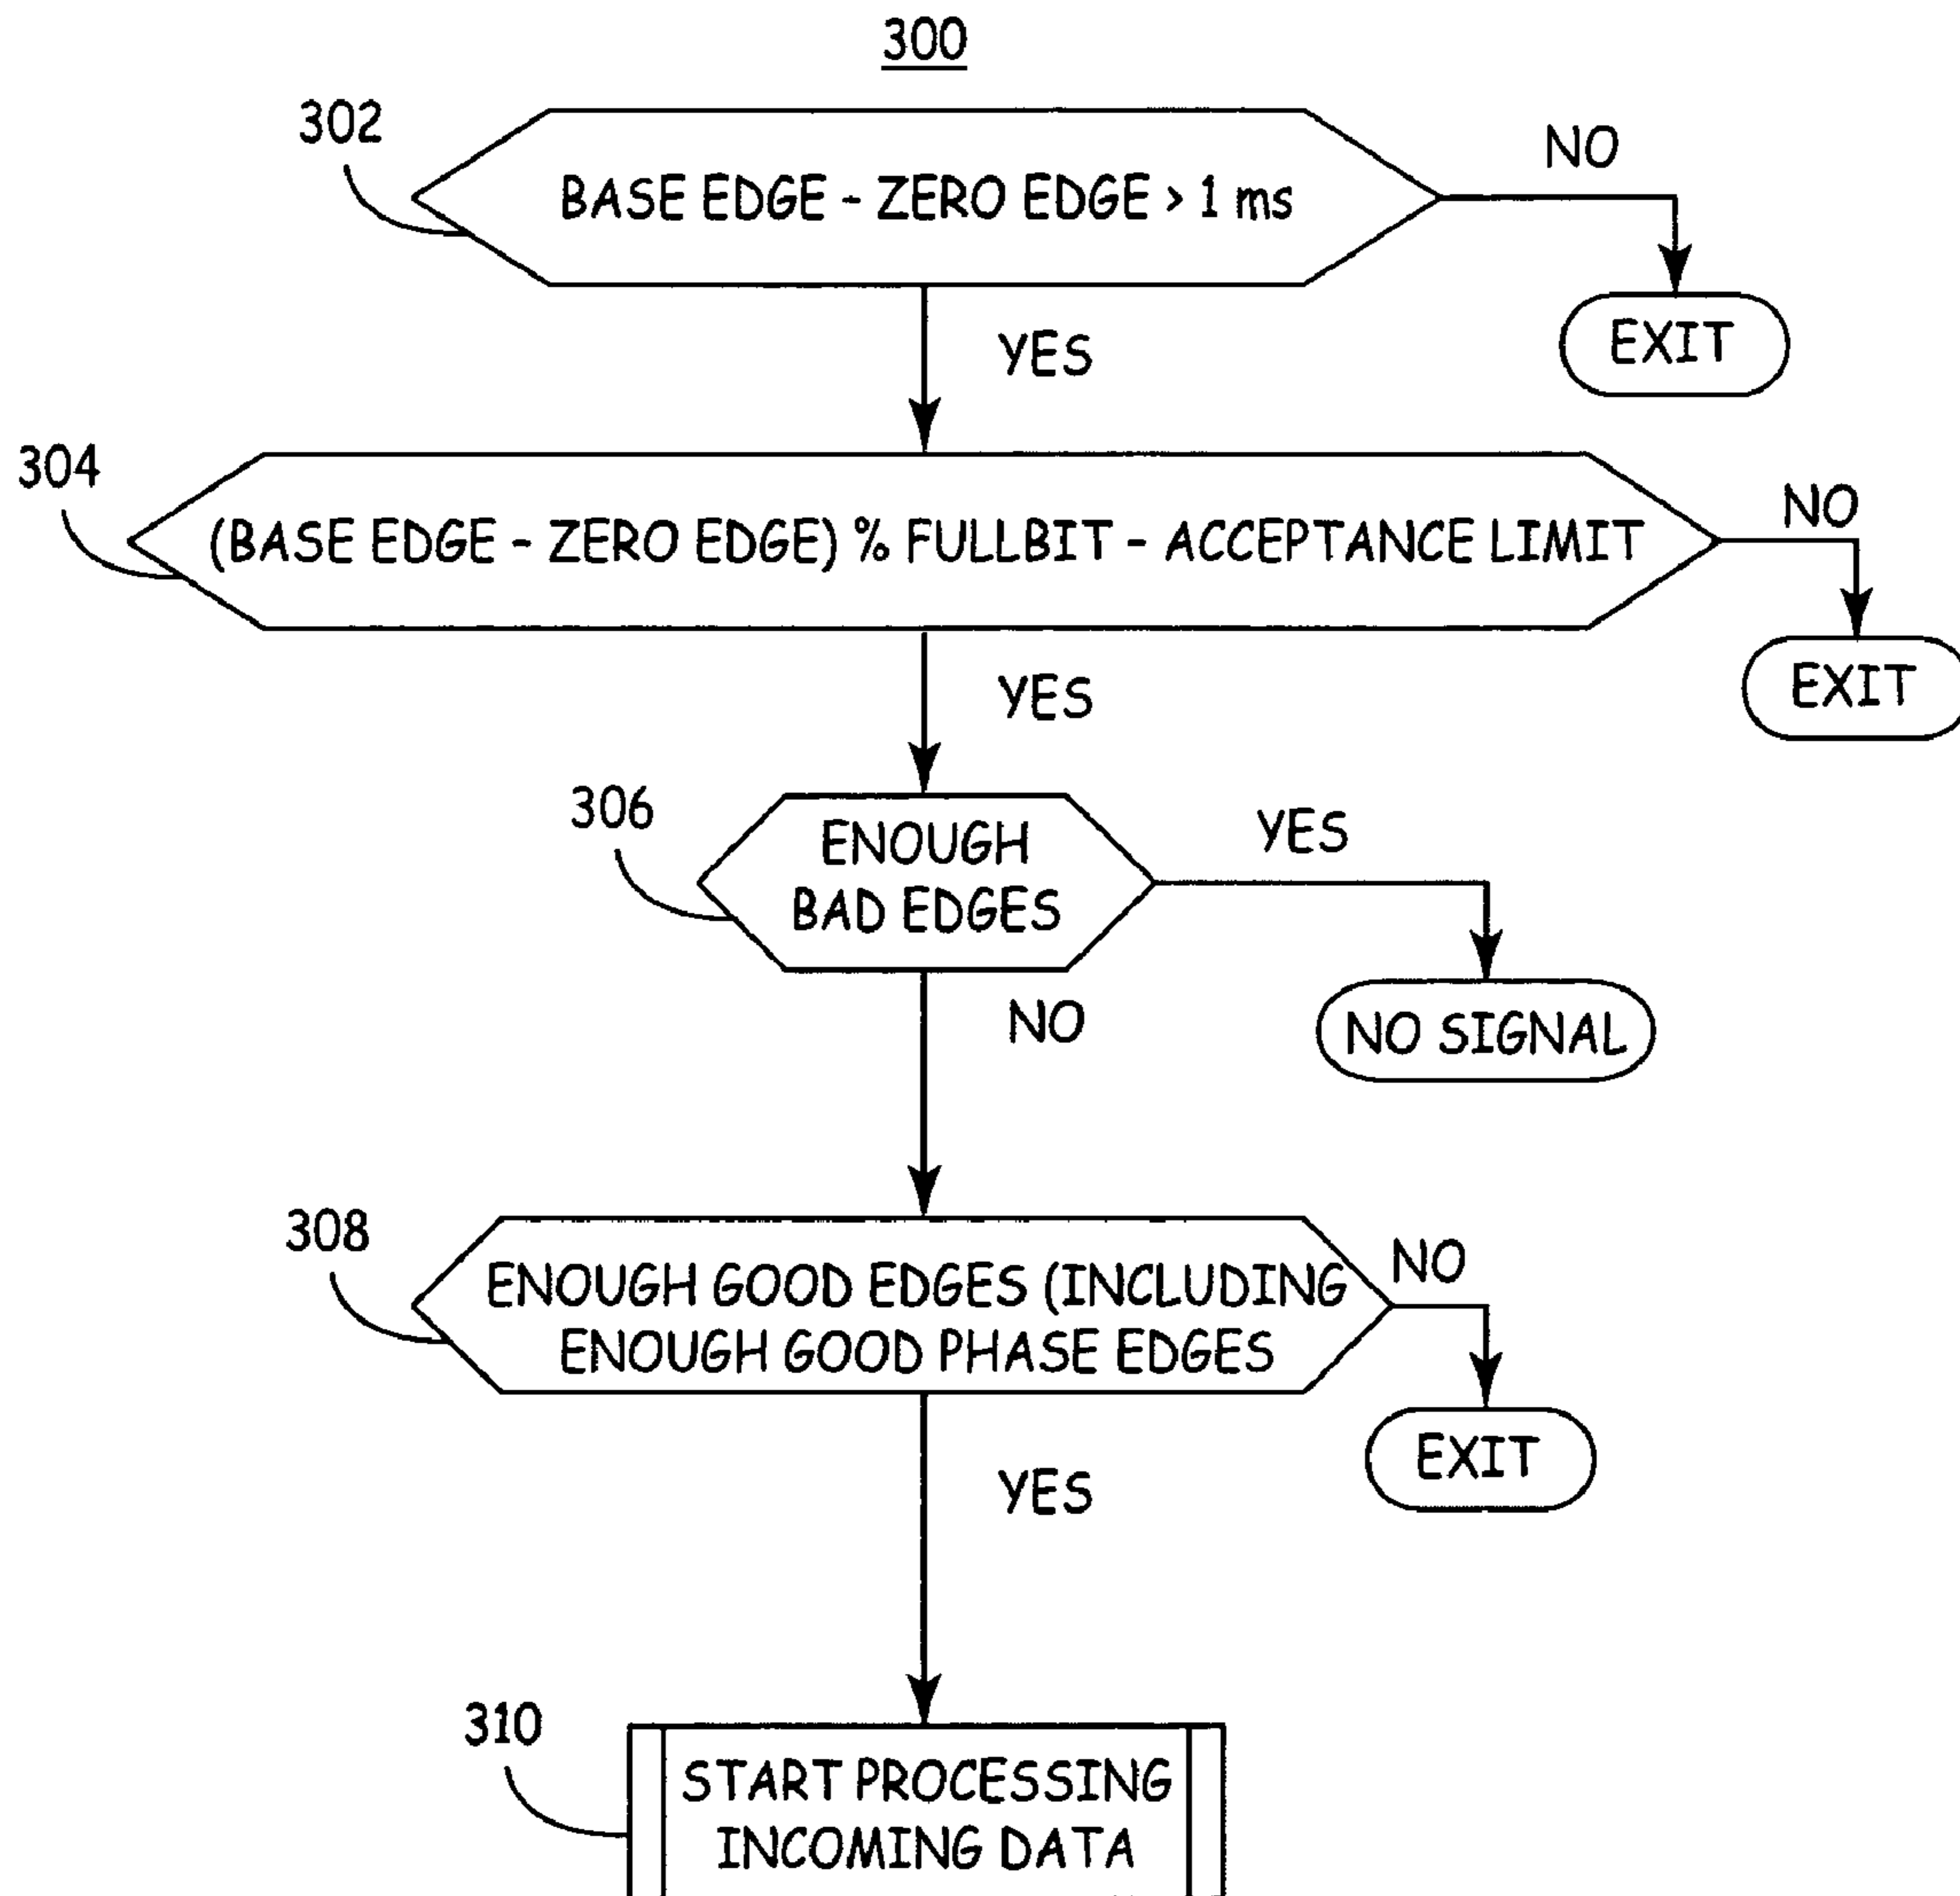 300
302
BASE EDGE - ZERO EDGE > 1 ms
NO
EXIT
YES
304
(BASE EDGE - ZERO EDGE) % FULLBIT - ACCEPTANCE LIMIT
NO
EXIT
YES
306
ENOUGH
BAD EDGES
YES
NO SIGNAL
NO
308
ENOUGH GOOD EDGES (INCLUDING
ENOUGH GOOD PHASE EDGES
NO
EXIT
YES
310
START PROCESSING
INCOMING DATA